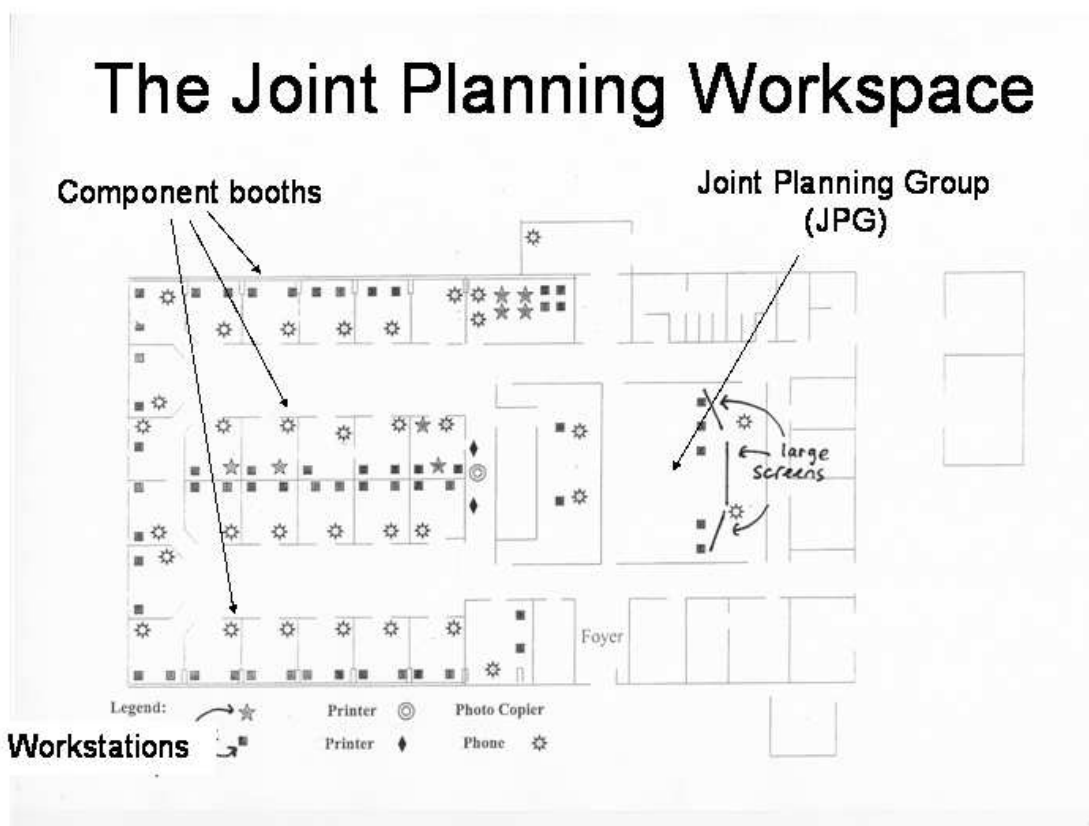 The Joint Planning Workspace
Component booths
Joint Planning Group
(JPG)
large
screens
Foyer
Legend:
Printer
Photo Copier
Workstations
Printer
Phone